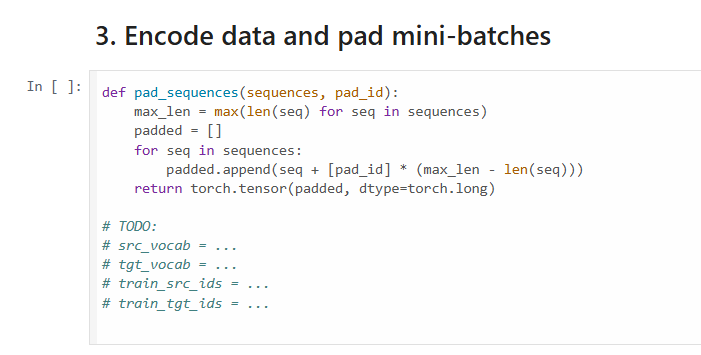 3. Encode data and pad mini-batches
In [ ]:
def pad_sequences(sequences, pad_id):
    max_len = max(len(seq) for seq in sequences)
    padded = []
    for seq in sequences:
        padded.append(seq + [pad_id] * (max_len - len(seq)))
    return torch.tensor(padded, dtype=torch.long)

# TODO:
# src_vocab = ...
# tgt_vocab = ...
# train_src_ids = ...
# train_tgt_ids = ...